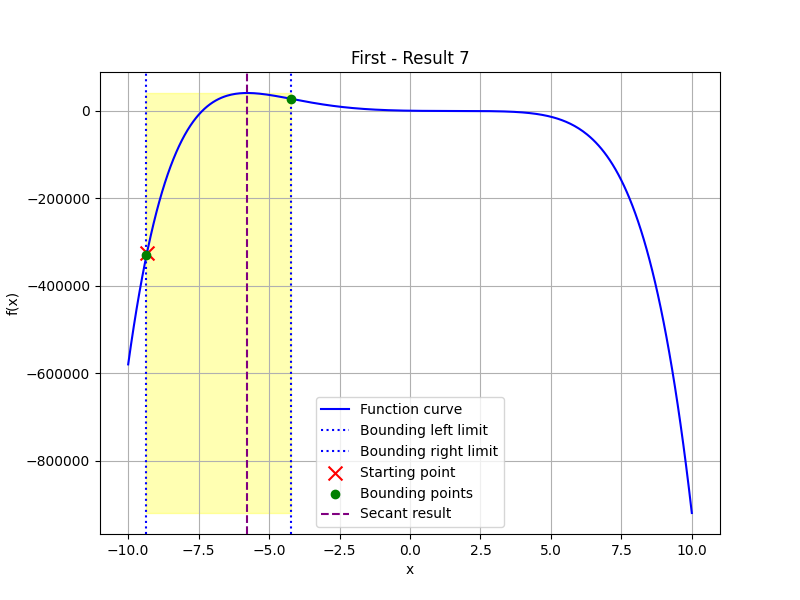 First - Result 7
0
−200000
−400000
−600000
−800000
f(x)
Function curve
Bounding left limit
Bounding right limit
Starting point
Bounding points
Secant result
−10.0 −7.5 −5.0 −2.5 0.0 2.5 5.0 7.5 10.0
x